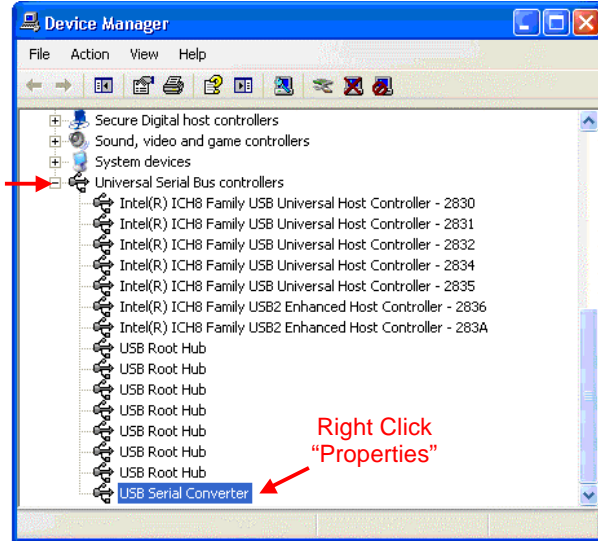 Device Manager
File Action View Help
Secure Digital host controllers
Sound, video and game controllers
System devices
Universal Serial Bus controllers
Intel(R) ICH8 Family USB Universal Host Controller - 2830
Intel(R) ICH8 Family USB Universal Host Controller - 2831
Intel(R) ICH8 Family USB Universal Host Controller - 2832
Intel(R) ICH8 Family USB Universal Host Controller - 2834
Intel(R) ICH8 Family USB Universal Host Controller - 2835
Intel(R) ICH8 Family USB2 Enhanced Host Controller - 2836
Intel(R) ICH8 Family USB2 Enhanced Host Controller - 283A
USB Root Hub
USB Root Hub
USB Root Hub
USB Root Hub
USB Root Hub
USB Root Hub
USB Root Hub
USB Serial Converter
Right Click
“Properties”